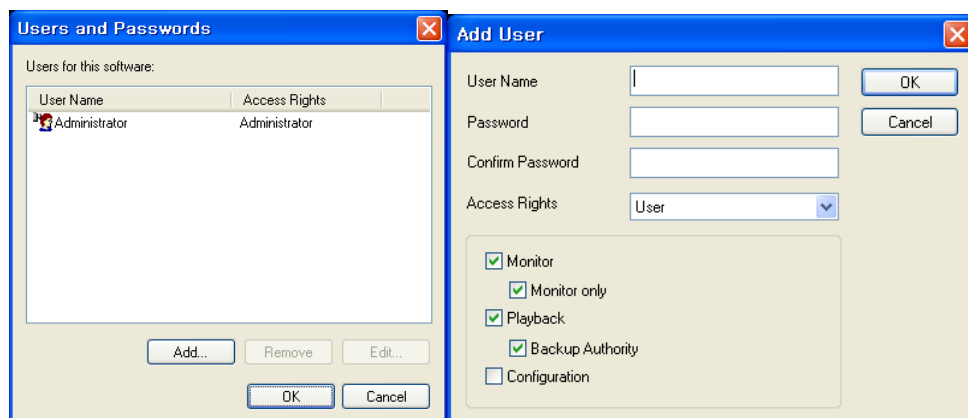 Users and Passwords
Users for this software:
User Name Access Rights
Administrator Administrator
Add... Remove Edit...
OK Cancel
Add User
User Name OK
Password Cancel
Confirm Password
Access Rights User
Monitor
Monitor only
Playback
Backup Authority
Configuration